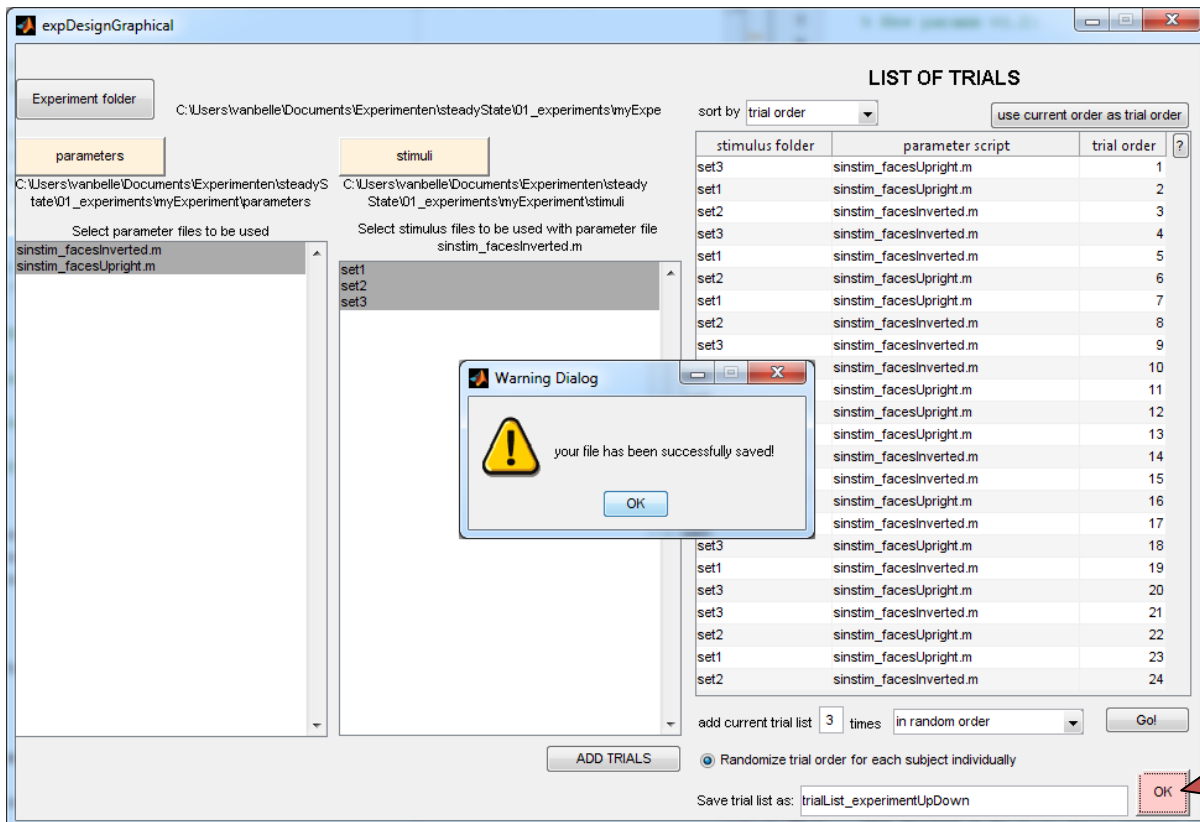 expDesignGraphical
Experiment folder
C:\Users\vanbelle\Documents\Experimenten\steadyState\01_experiments\myExpe
parameters
C:\Users\vanbelle\Documents\Experimenten\steadyS
tate\01_experiments\myExperiment\parameters
Select parameter files to be used
sinstim_facesInverted.m
sinstim_facesUpright.m
stimuli
C:\Users\vanbelle\Documents\Experimenten\steady
State\01_experiments\myExperiment\stimuli
Select stimulus files to be used with parameter file
sinstim_facesInverted.m
set1
set2
set3
ADD TRIALS
Warning Dialog
your file has been successfully saved!
OK
LIST OF TRIALS
sort by trial order
use current order as trial order
stimulus folder parameter script trial order ?
set3 sinstim_facesUpright.m 1
set1 sinstim_facesUpright.m 2
set2 sinstim_facesInverted.m 3
set3 sinstim_facesInverted.m 4
set1 sinstim_facesInverted.m 5
set2 sinstim_facesUpright.m 6
set1 sinstim_facesUpright.m 7
set2 sinstim_facesInverted.m 8
set3 sinstim_facesInverted.m 9
sinstim_facesInverted.m 10
sinstim_facesUpright.m 11
sinstim_facesUpright.m 12
sinstim_facesUpright.m 13
sinstim_facesInverted.m 14
sinstim_facesInverted.m 15
sinstim_facesUpright.m 16
sinstim_facesInverted.m 17
set3 sinstim_facesUpright.m 18
set1 sinstim_facesInverted.m 19
set3 sinstim_facesUpright.m 20
set3 sinstim_facesInverted.m 21
set2 sinstim_facesUpright.m 22
set1 sinstim_facesUpright.m 23
set2 sinstim_facesInverted.m 24
add current trial list 3 times in random order Go!
Randomize trial order for each subject individually
Save trial list as: trialList_experimentUpDown
OK